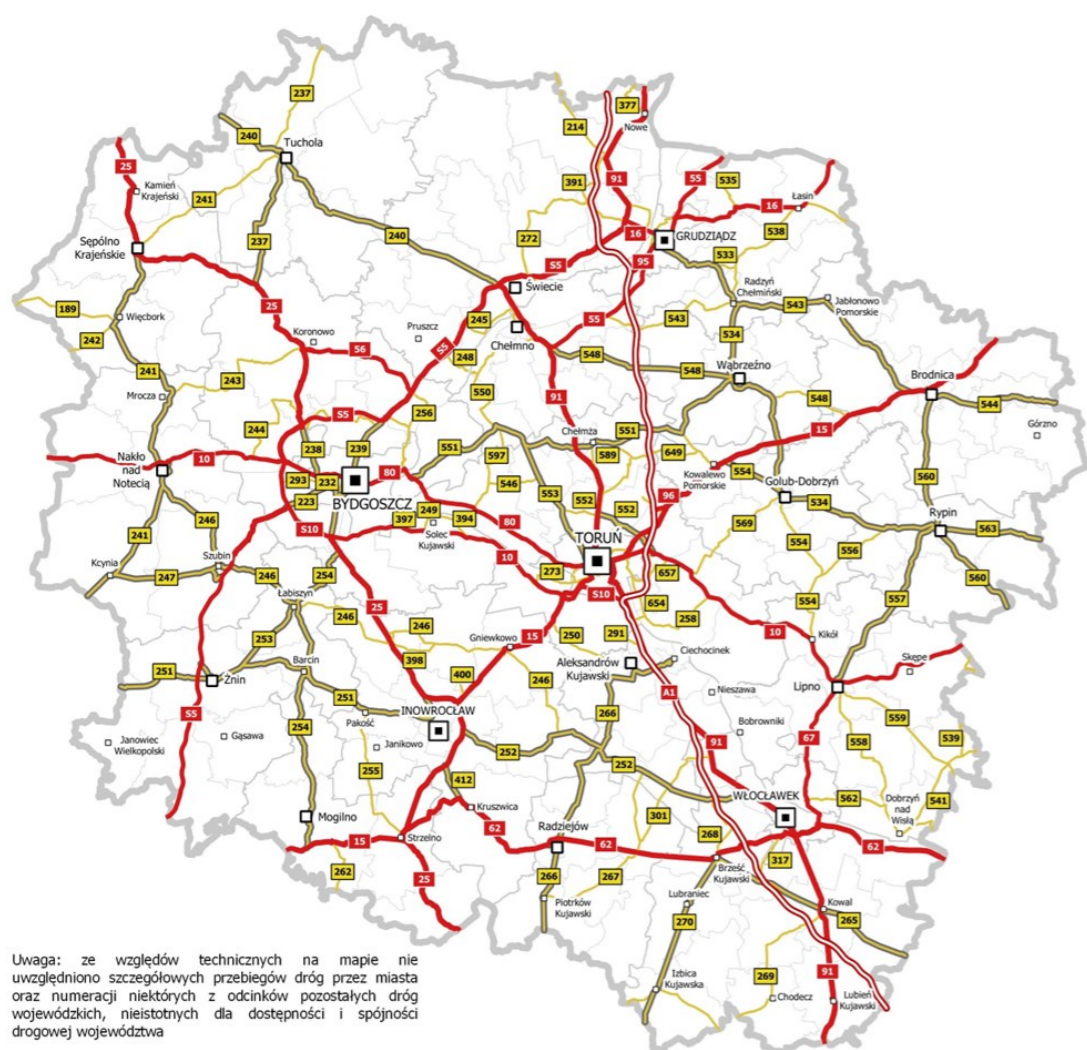 237
377
Nowe
240
214
Tuchola
25
Kamień
Krajeński
391
91
55
535
Łasin
16
241
237
240
272
16
GRUDZIĄDZ
538
Sępólno
Krajeńskie
S5
95
533
Świecie
Radzyń
Chełmiński
543
Jabłonowo
Pomorskie
189
Więcbork
25
Koronowo
Pruszcz
245
Chełmno
55
543
534
242
56
S5
248
548
548
Wąbrzeźno
241
243
550
Brodnica
Mrocza
91
548
544
S5
256
Górzno
244
238
239
551
Chełmża
551
15
Nakło
nad
Notecią
10
80
597
589
649
Kowalewo
Pomorskie
554
560
293
232
BYDGOSZCZ
546
553
552
96
Golub-Dobrzyń
534
223
249
246
S10
397
394
80
552
569
Rypin
563
241
Solec
Kujawski
TORUŃ
554
556
Kcynia
Szubin
10
247
246
254
273
657
560
S10
557
Łabiszyn
25
654
554
246
246
258
253
15
250
291
10
Kikół
Gniewkowo
398
Ciechocinek
Skępe
251
Barcin
400
246
Aleksandrów
Kujawski
Żnin
251
A1
Nieszawa
Lipno
S5
254
Pakość
INOWROCŁAW
266
559
Janowiec
Wielkopolski
Gąsawa
Janikowo
252
252
91
Bobrowniki
67
558
539
255
412
WŁOCŁAWEK
562
Dobrzyń
nad
Wisłą
541
Mogilno
Kruszwica
301
62
Radziejów
268
15
Strzelno
62
317
62
262
25
266
267
Brześć
Kujawski
Piotrków
Kujawski
Lubraniec
Kowal
265
270
Izbica
Kujawska
269
91
Chodecz
Lubień
Kujawski
Uwaga: ze względów technicznych na mapie nie
uwzględniono szczegółowych przebiegów dróg przez miasta
oraz numeracji niektórych z odcinków pozostałych dróg
wojewódzkich, nieistotnych dla dostępności i spójności
drogowej województwa